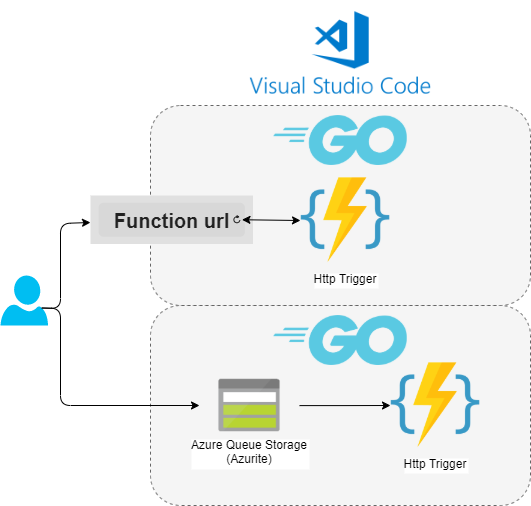 Visual Studio Code
GO
Function url
Http Trigger
GO
Azure Queue Storage
(Azurite)
Http Trigger